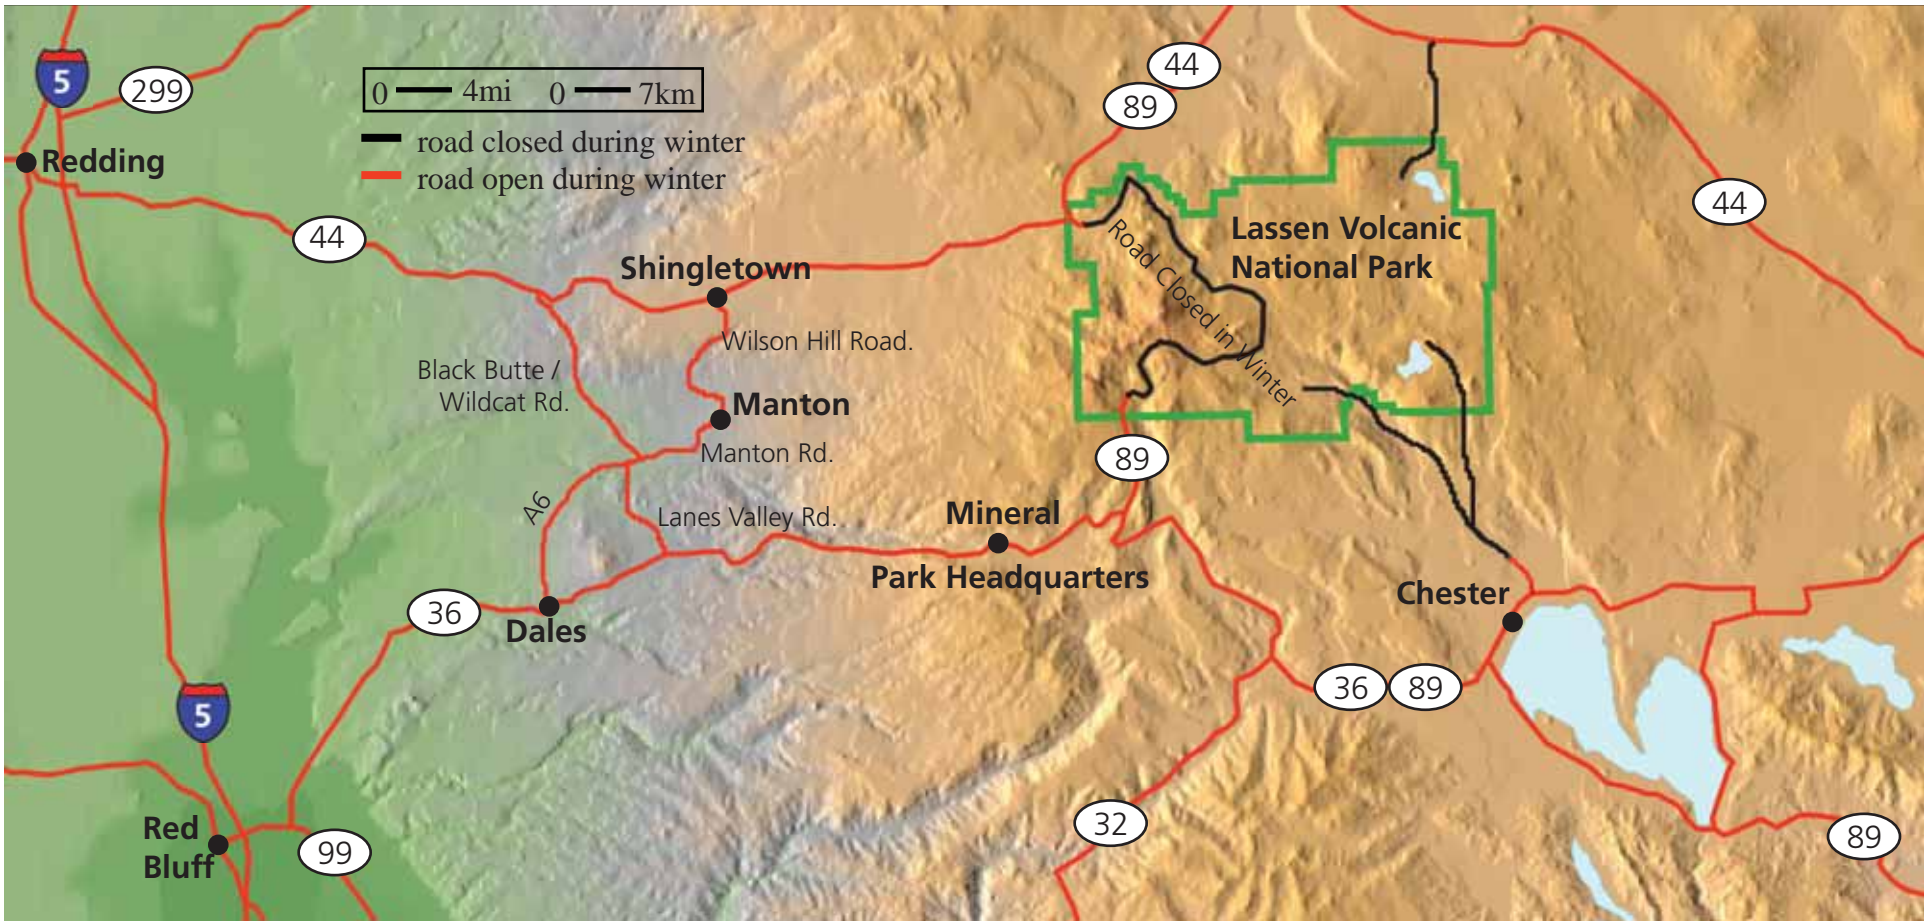 5
299
44
89
0 4mi 0 7km
road closed during winter
road open during winter
Redding
44
44
Lassen Volcanic
National Park
Road Closed in Winter
Shingletown
Wilson Hill Road.
Black Butte /
Wildcat Rd.
Manton
Manton Rd.
89
A6
Lanes Valley Rd.
Mineral
Park Headquarters
Chester
36
Dales
36
89
5
32
Red
Bluff
99
89